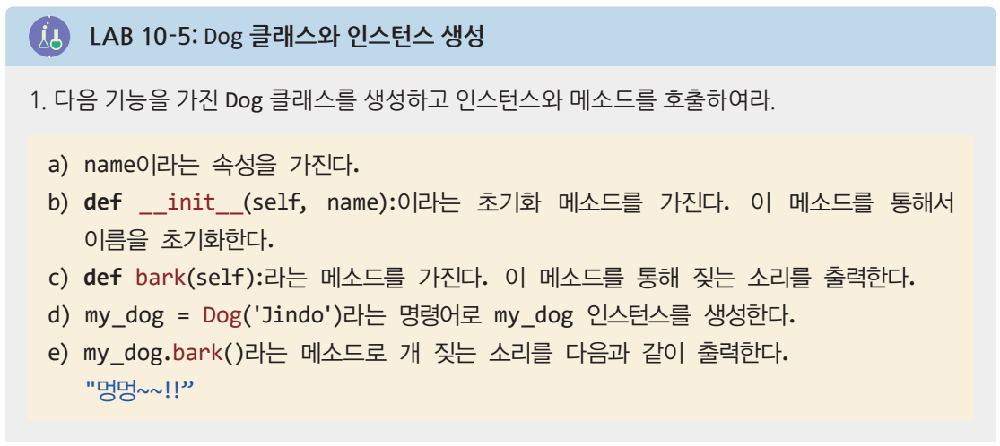 LAB 10-5: Dog 클래스와 인스턴스 생성
1. 다음 기능을 가진 Dog 클래스를 생성하고 인스턴스와 메소드를 호출하여라.
a) name이라는 속성을 가진다.
b) def __init__(self, name):이라는 초기화 메소드를 가진다. 이 메소드를 통해서
이름을 초기화한다.
c) def bark(self):라는 메소드를 가진다. 이 메소드를 통해 짖는 소리를 출력한다.
d) my_dog = Dog('Jindo')라는 명령어로 my_dog 인스턴스를 생성한다.
e) my_dog.bark()라는 메소드로 개 짖는 소리를 다음과 같이 출력한다.
"멍멍~~!!”